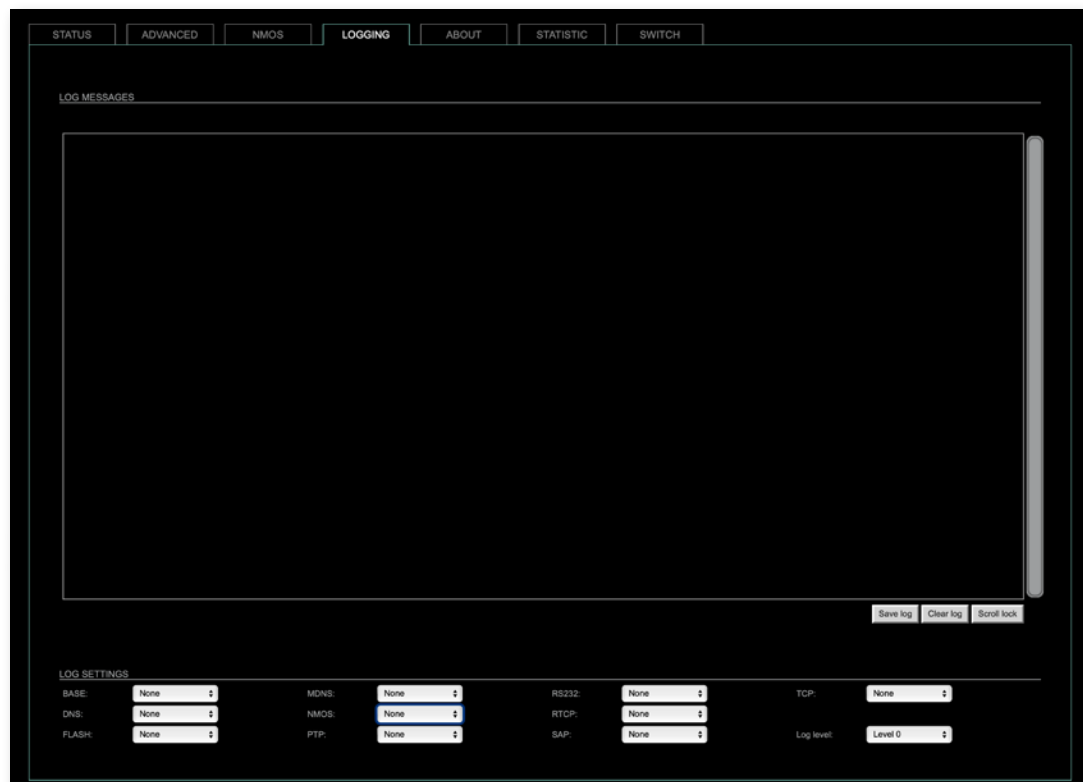 STATUS ADVANCED NMOS LOGGING ABOUT STATISTIC SWITCH
LOG MESSAGES
Save log Clear log Scroll lock
LOG SETTINGS
BASE: None MDNS: None RS232: None TCP: None
DNS: None NMOS: None RTCP: None
FLASH: None PTP: None SAP: None Log level: Level 0